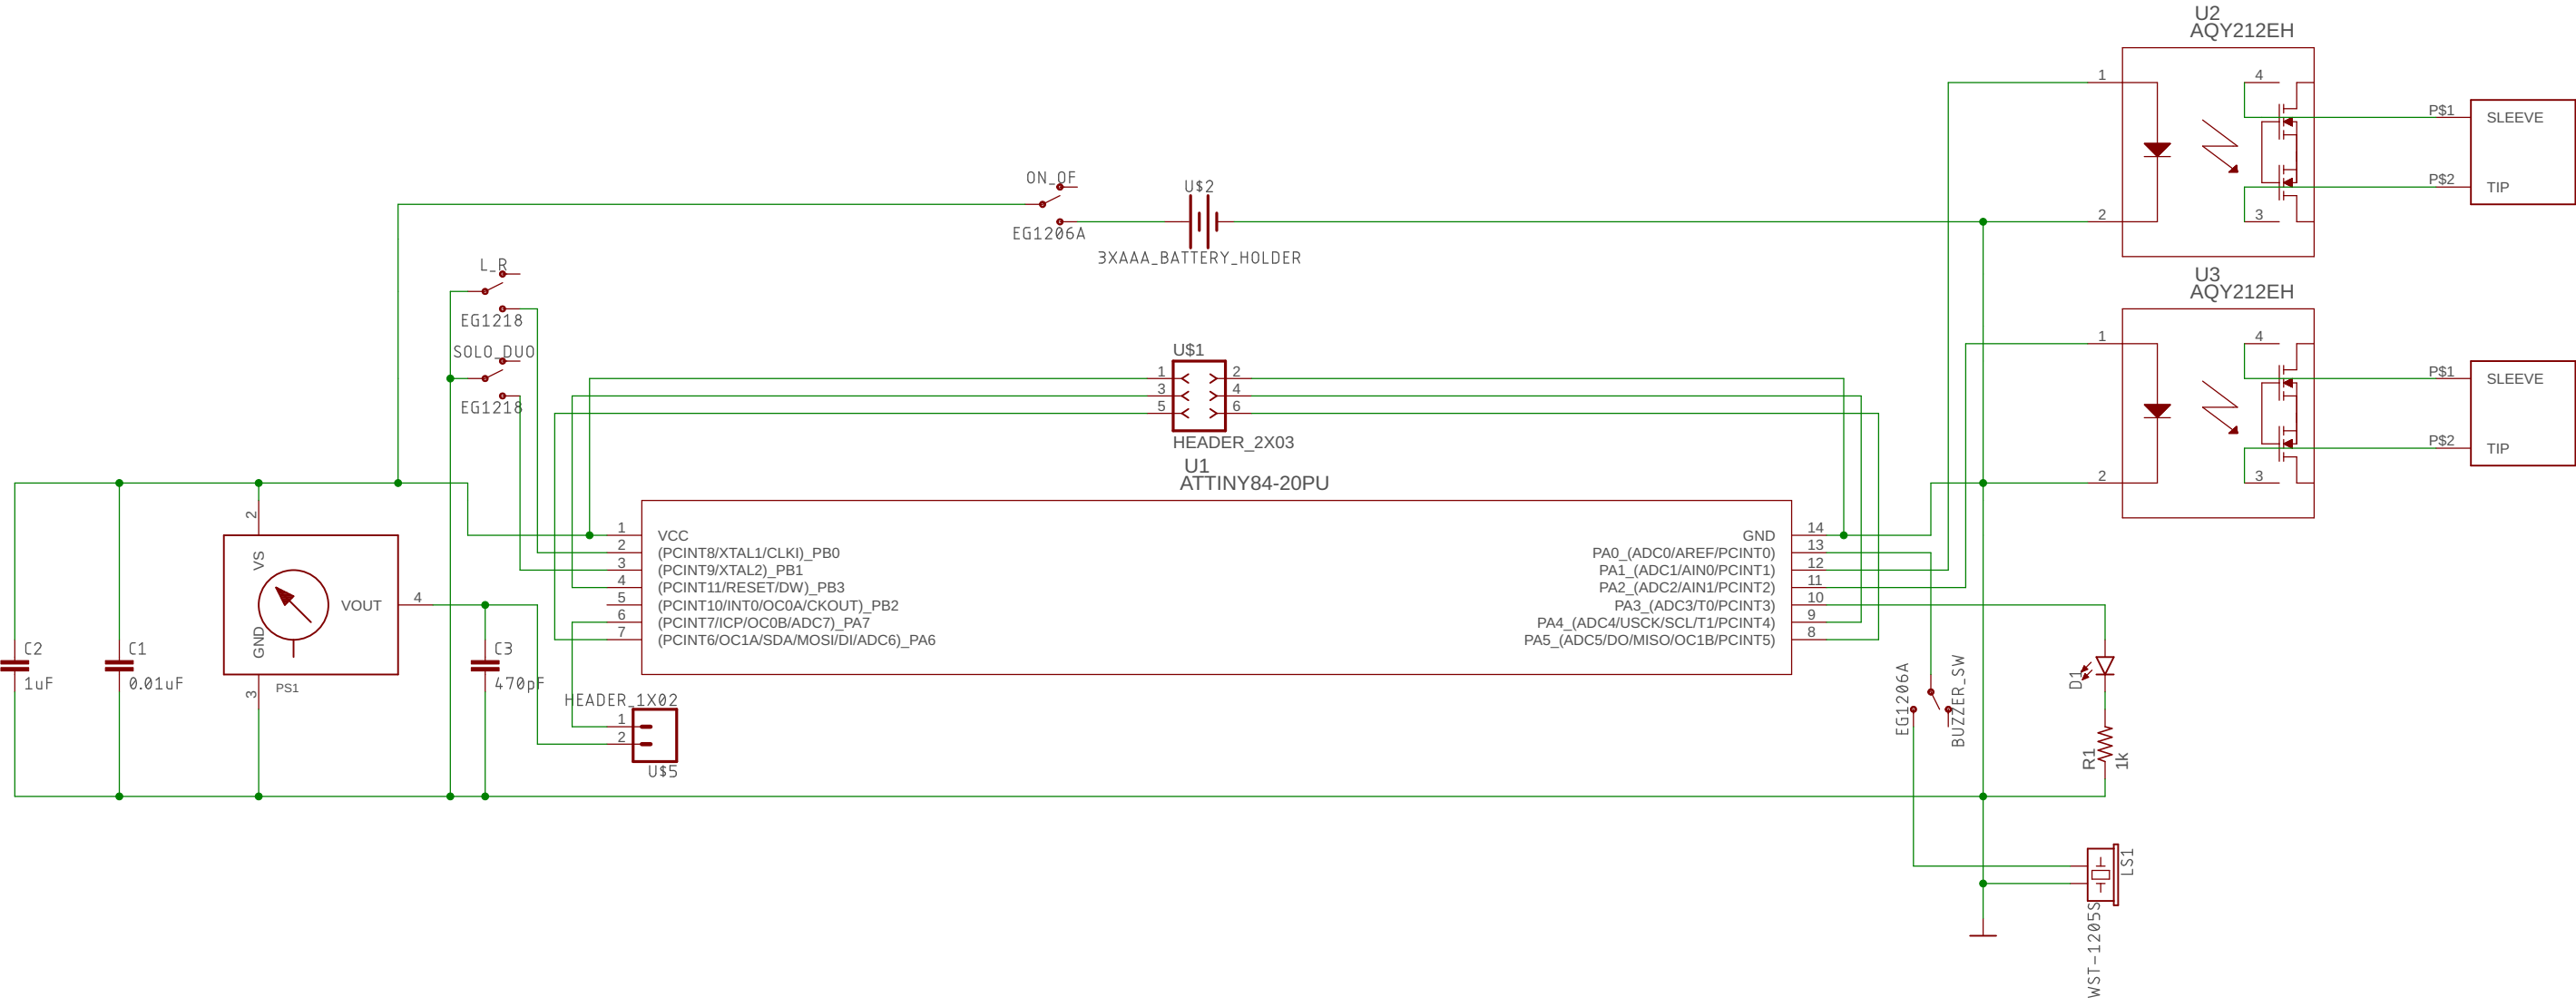 U2
AQY212EH
1
4
P$1
SLEEVE
P$2
TIP
2
3
ON_OF
EG1206A
U$2
3XAAA_BATTERY_HOLDER
L_R
EG1218
SOLO_DUO
EG1218
U3
AQY212EH
1
4
P$1
SLEEVE
P$2
TIP
2
3
U$1
1
2
3
4
5
6
HEADER_2X03
U1
ATTINY84-20PU
1
VCC
2
(PCINT8/XTAL1/CLKI)_PB0
3
(PCINT9/XTAL2)_PB1
4
(PCINT11/RESET/DW)_PB3
5
(PCINT10/INT0/OC0A/CKOUT)_PB2
6
(PCINT7/ICP/OC0B/ADC7)_PA7
7
(PCINT6/OC1A/SDA/MOSI/DI/ADC6)_PA6
GND
14
PA0_(ADC0/AREF/PCINT0)
13
PA1_(ADC1/AIN0/PCINT1)
12
PA2_(ADC2/AIN1/PCINT2)
11
PA3_(ADC3/T0/PCINT3)
10
PA4_(ADC4/USCK/SCL/T1/PCINT4)
9
PA5_(ADC5/DO/MISO/OC1B/PCINT5)
8
2
VS
VOUT
4
GND
3
PS1
C2
1uF
C1
0.01uF
C3
470pF
HEADER_1X02
1
2
U$5
EG1206A
BUZZER_SW
D1
R1
1k
LS1
WST-1205S